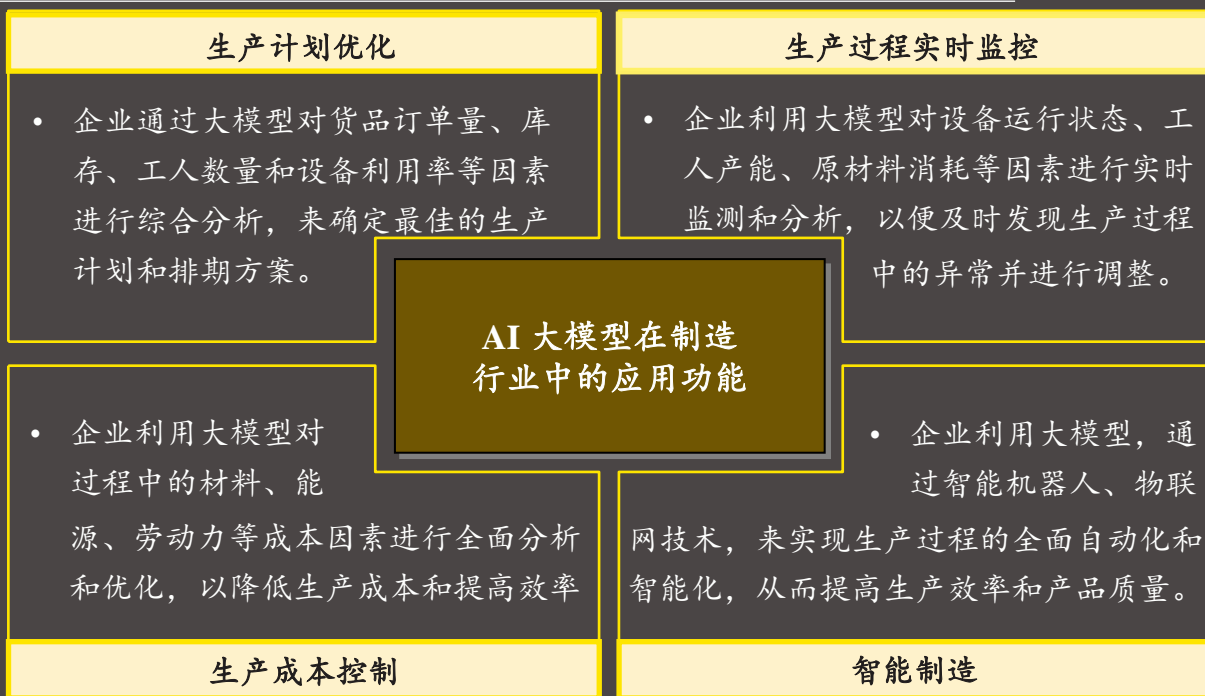 生产计划优化
• 企业通过大模型对货品订单量、库
存、工人数量和设备利用率等因素
进行综合分析，来确定最佳的生产
计划和排期方案。
生产过程实时监控
• 企业利用大模型对设备运行状态、工
人产能、原材料消耗等因素进行实时
监测和分析，以便及时发现生产过程
中的异常并进行调整。
AI 大模型在制造
行业中的应用功能
• 企业利用大模型对
过程中的材料、能
源、劳动力等成本因素进行全面分析
和优化，以降低生产成本和提高效率
生产成本控制
• 企业利用大模型，通
过智能机器人、物联
网技术，来实现生产过程的全面自动化和
智能化，从而提高生产效率和产品质量。
智能制造